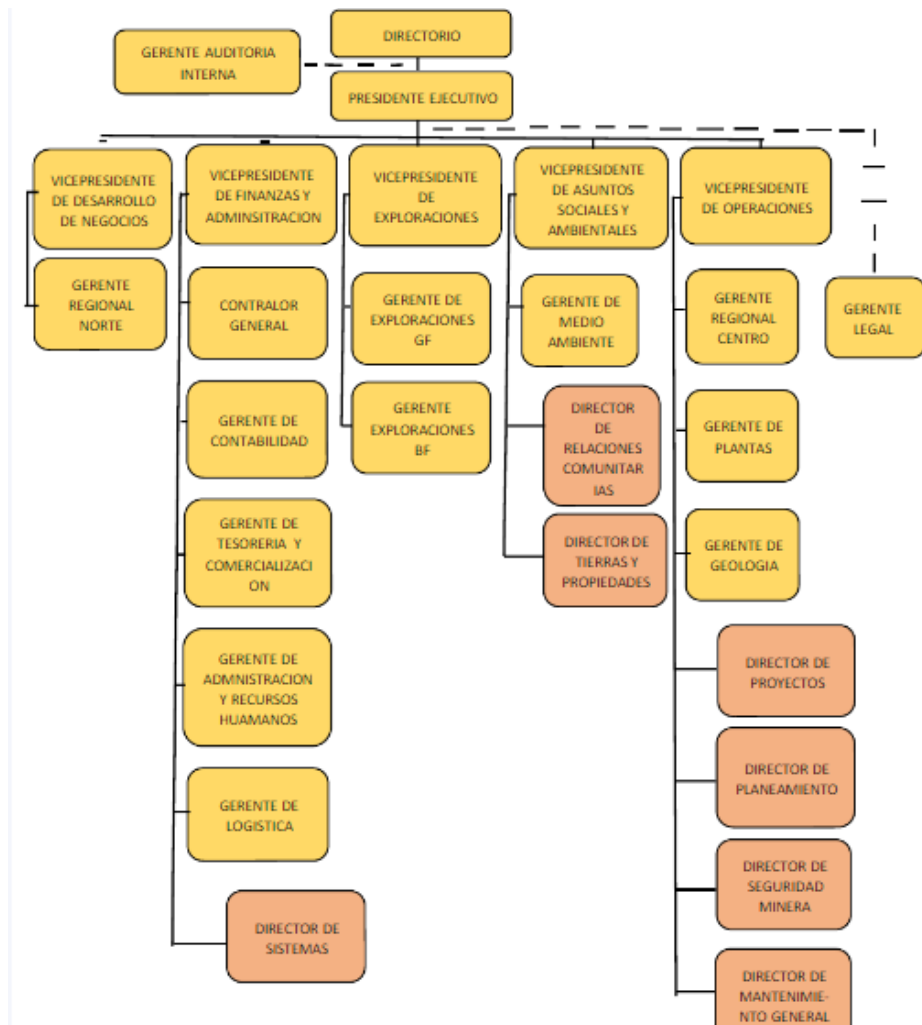 DIRECTORIO
GERENTE AUDITORIA
INTERNA
PRESIDENTE EJECUTIVO
VICEPRESIDENTE
DE DESARROLLO
DE NEGOCIOS
GERENTE
REGIONAL
NORTE
VICEPRESIDENTE
DE FINANZAS Y
ADMINSITRACION
CONTRALOR
GENERAL
GERENTE DE
CONTABILIDAD
GERENTE DE
TESORERIA Y
COMERCIALIZACI
ON
GERENTE DE
ADMNISTRACION
Y RECURSOS
HUAMANOS
GERENTE DE
LOGISTICA
DIRECTOR DE
SISTEMAS
VICEPRESIDENTE
DE
EXPLORACIONES
GERENTE DE
EXPLORACIONES
GF
GERENTE
EXPLORACIONES
BF
VICEPRESIDENTE
DE ASUNTOS
SOCIALES Y
AMBIENTALES
GERENTE DE
MEDIO
AMBIENTE
DIRECTOR
DE
RELACIONES
COMUNITAR
IAS
DIRECTOR DE
TIERRAS Y
PROPIEDADES
VICEPRESIDENTE
DE OPERACIONES
GERENTE
REGIONAL
CENTRO
GERENTE DE
PLANTAS
GERENTE DE
GEOLOGIA
DIRECTOR DE
PROYECTOS
DIRECTOR DE
PLANEAMIENTO
DIRECTOR DE
SEGURIDAD
MINERA
DIRECTOR DE
MANTENIMIE-
NTO GENERAL
GERENTE
LEGAL